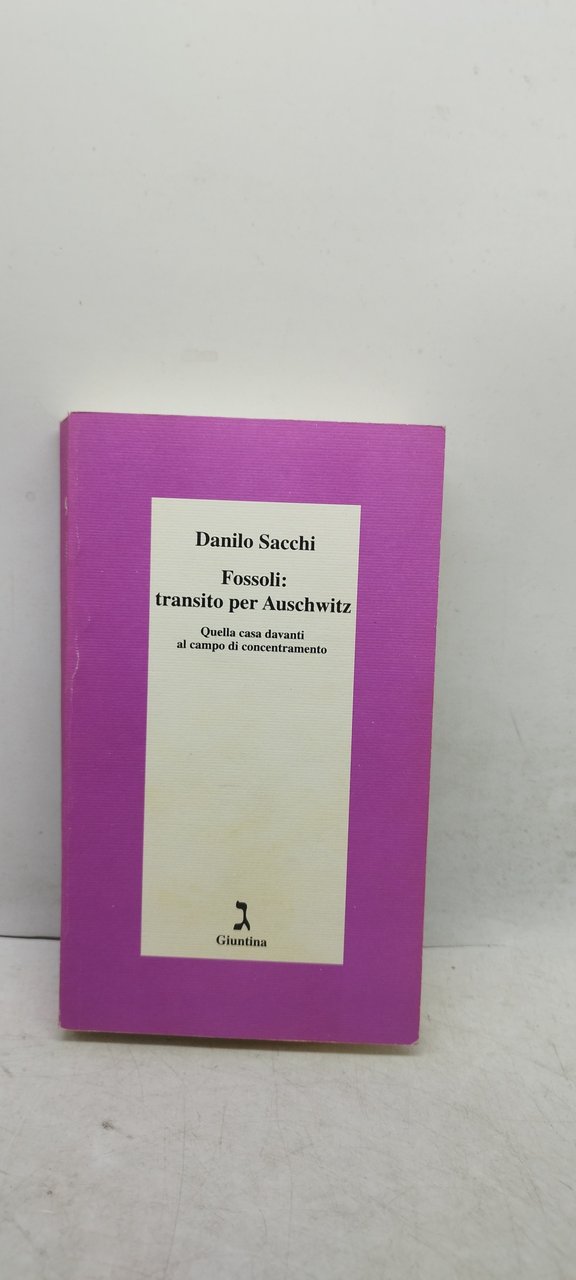 Danilo Sacchi
Fossoli:
transito per Auschwitz
Quella casa davanti
al campo di concentramento
ג
Giuntina